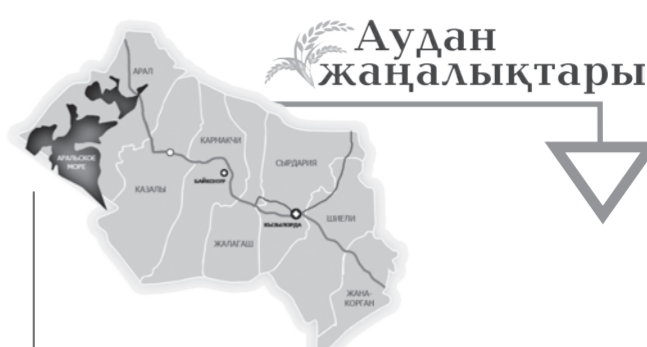 Аудан
жаңалықтары
АРАЛ
КАРМАКЧИ
СЫРДАРИЯ
АРАЛЬСКОЕ
МОРЕ
БАЙКОНУР
КАЗАЛЫ
КЫЗЫЛОРДА
ШИЕЛИ
ЖАЛАГАШ
ЖАНА-
КОРГАН